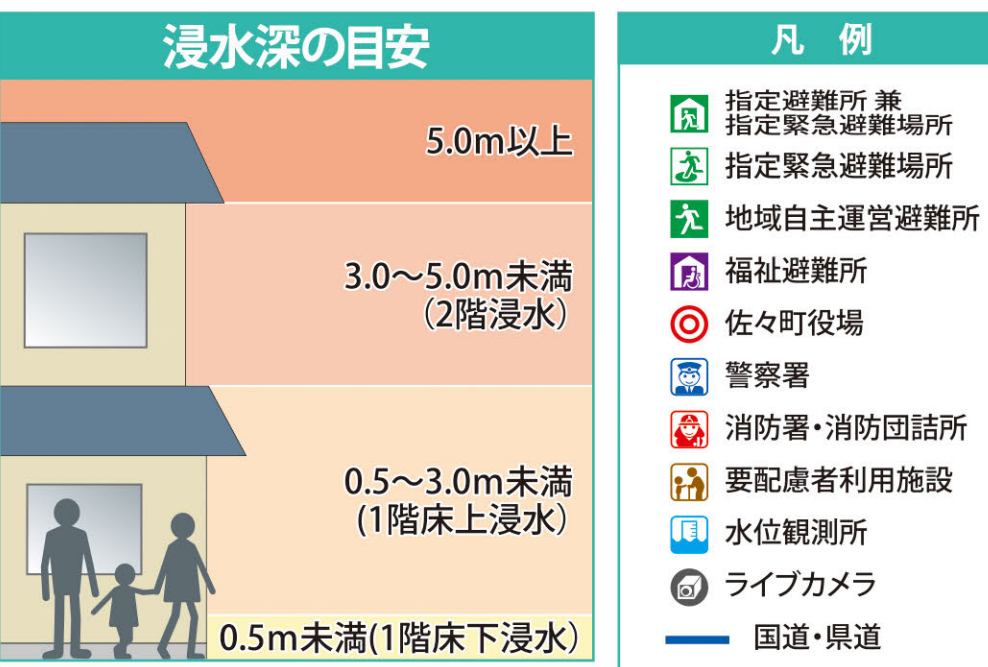 浸水深の目安
5.0m以上
3.0～5.0m未満
(2階浸水)
0.5～3.0m未満
(1階床上浸水)
0.5m未満(1階床下浸水)
凡 例
指定避難所 兼
指定緊急避難場所
指定緊急避難場所
地域自主運営避難所
福祉避難所
佐々町役場
警察署
消防署・消防団詰所
要配慮者利用施設
水位観測所
ライブカメラ
国道・県道